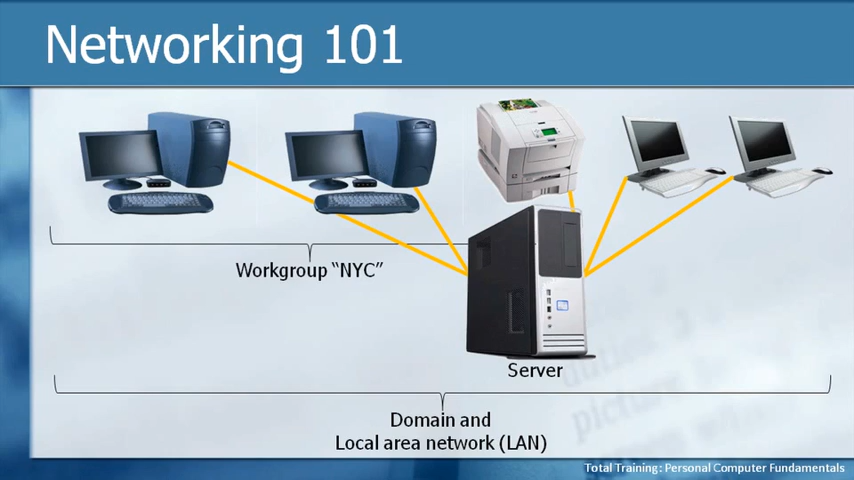 Networking 101
Workgroup “NYC”
Server
Domain and
Local area network (LAN)
Total Training: Personal Computer Fundamentals